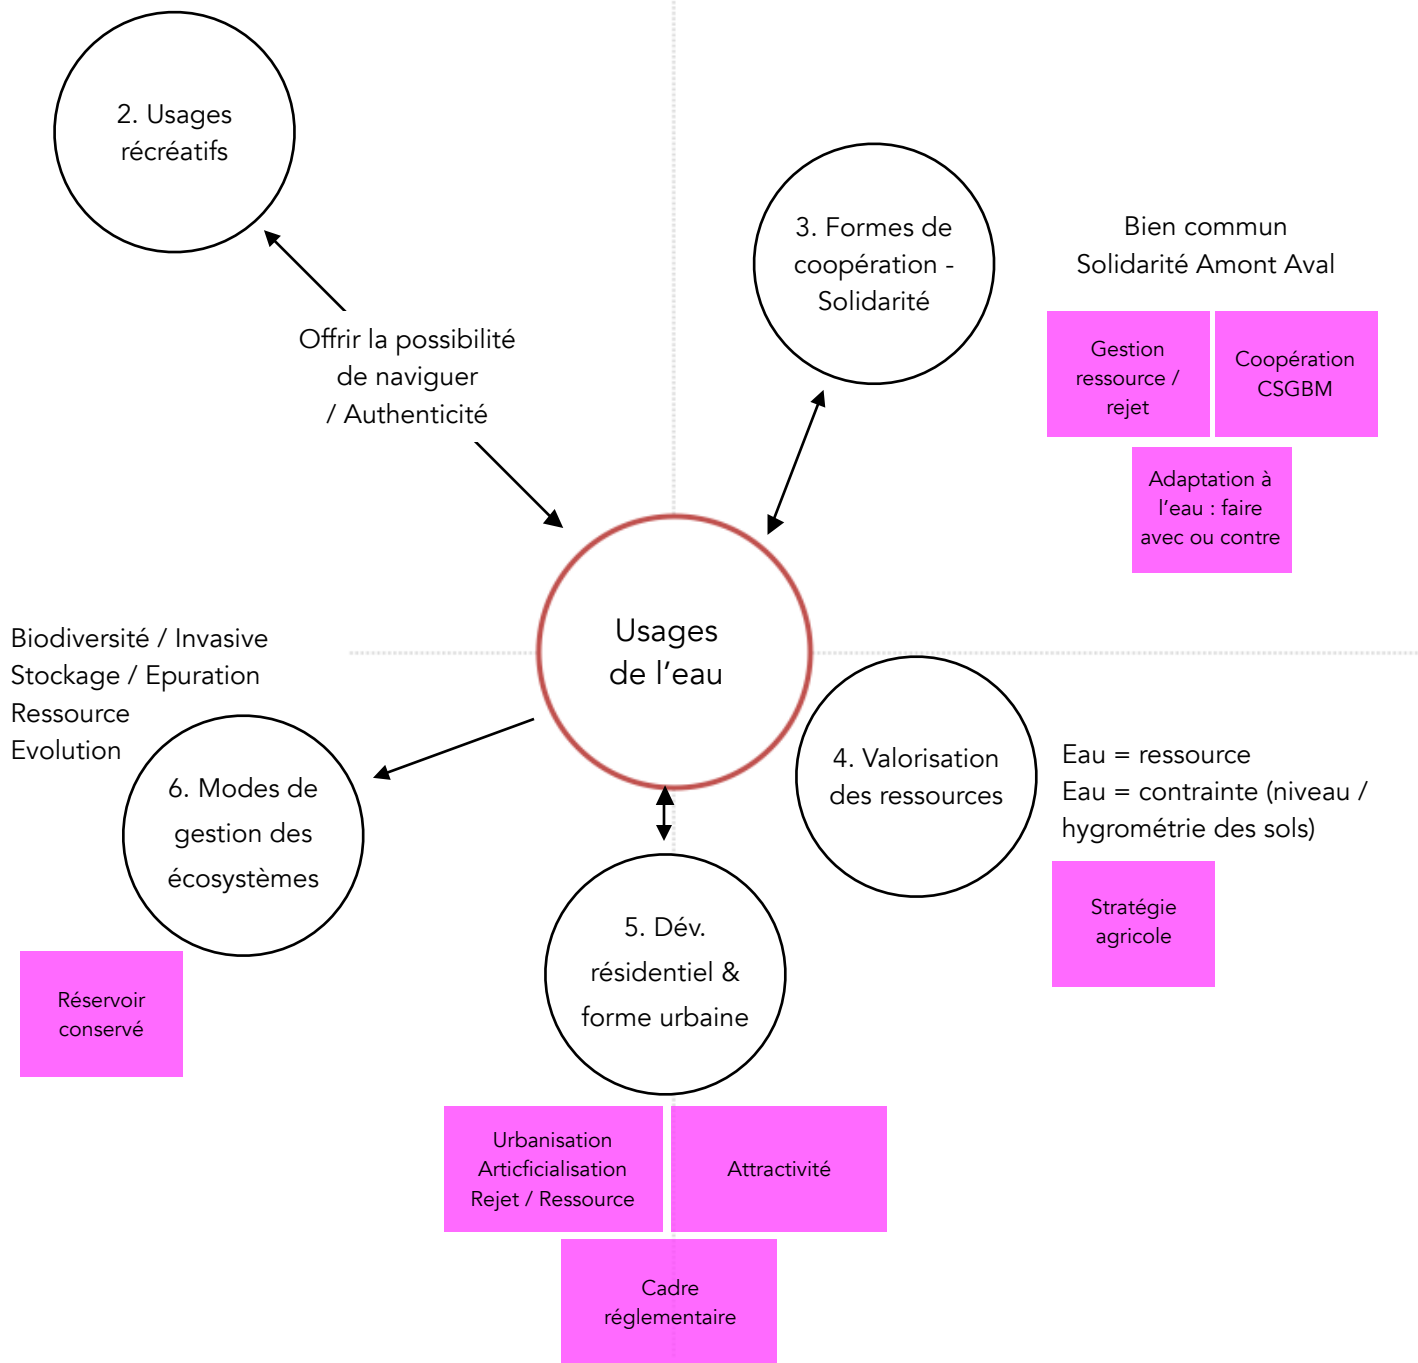 2. Usages
récréatifs
3. Formes de
coopération -
Solidarité
Bien commun
Solidarité Amont Aval
Gestion
ressource /
rejet
Coopération
CSGBM
Adaptation à
l’eau : faire
avec ou contre
Offrir la possibilité
de naviguer
/ Authenticité
Usages
de l’eau
Biodiversité / Invasive
Stockage / Epuration
Ressource
Evolution
6. Modes de
gestion des
écosystèmes
Réservoir
conservé
4. Valorisation
des ressources
Eau = ressource
Eau = contrainte (niveau /
hygrométrie des sols)
Stratégie
agricole
5. Dév.
résidentiel &
forme urbaine
Urbanisation
Articficialisation
Rejet / Ressource
Attractivité
Cadre
réglementaire